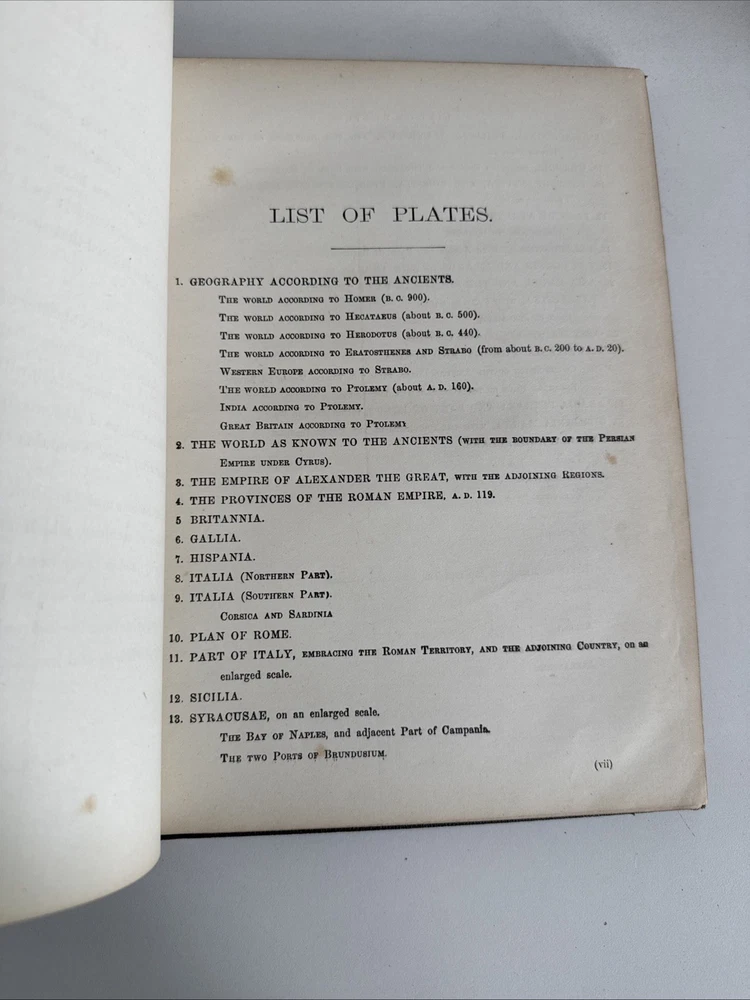 LIST OF PLATES.
1. GEOGRAPHY ACCORDING TO THE ANCIENTS.
THE WORLD ACCORDING TO HOMER (B. C. 900).
THE WORLD ACCORDING TO HECATAEUS (about B. C. 500).
THE WORLD ACCORDING TO HERODOTUS (about B. C. 440).
THE WORLD ACCORDING TO ERATOSTHENES AND STRABO (from about B. C. 200 to A. D. 20).
WESTERN EUROPE ACCORDING TO STRABO.
THE WORLD ACCORDING TO PTOLEMY (about A. D. 160).
INDIA ACCORDING TO PTOLEMY.
GREAT BRITAIN ACCORDING TO PTOLEMY
2. THE WORLD AS KNOWN TO THE ANCIENTS (WITH THE BOUNDARY OF THE PERSIAN
EMPIRE UNDER CYRUS).
3. THE EMPIRE OF ALEXANDER THE GREAT, WITH THE ADJOINING REGIONS.
4. THE PROVINCES OF THE ROMAN EMPIRE, A. D. 119.
5 BRITANNIA.
6. GALLIA.
7. HISPANIA.
8. ITALIA (NORTHERN PART).
9. ITALIA (SOUTHERN PART).
CORSICA AND SARDINIA
10. PLAN OF ROME.
11. PART OF ITALY, EMBRACING THE ROMAN TERRITORY, AND THE ADJOINING COUNTRY, on an
enlarged scale.
12. SICILIA.
13. SYRACUSAE, on an enlarged scale.
THE BAY OF NAPLES, and adjacent Part of Campania.
THE TWO PORTS OF BRUNDUSIUM.
(vii)